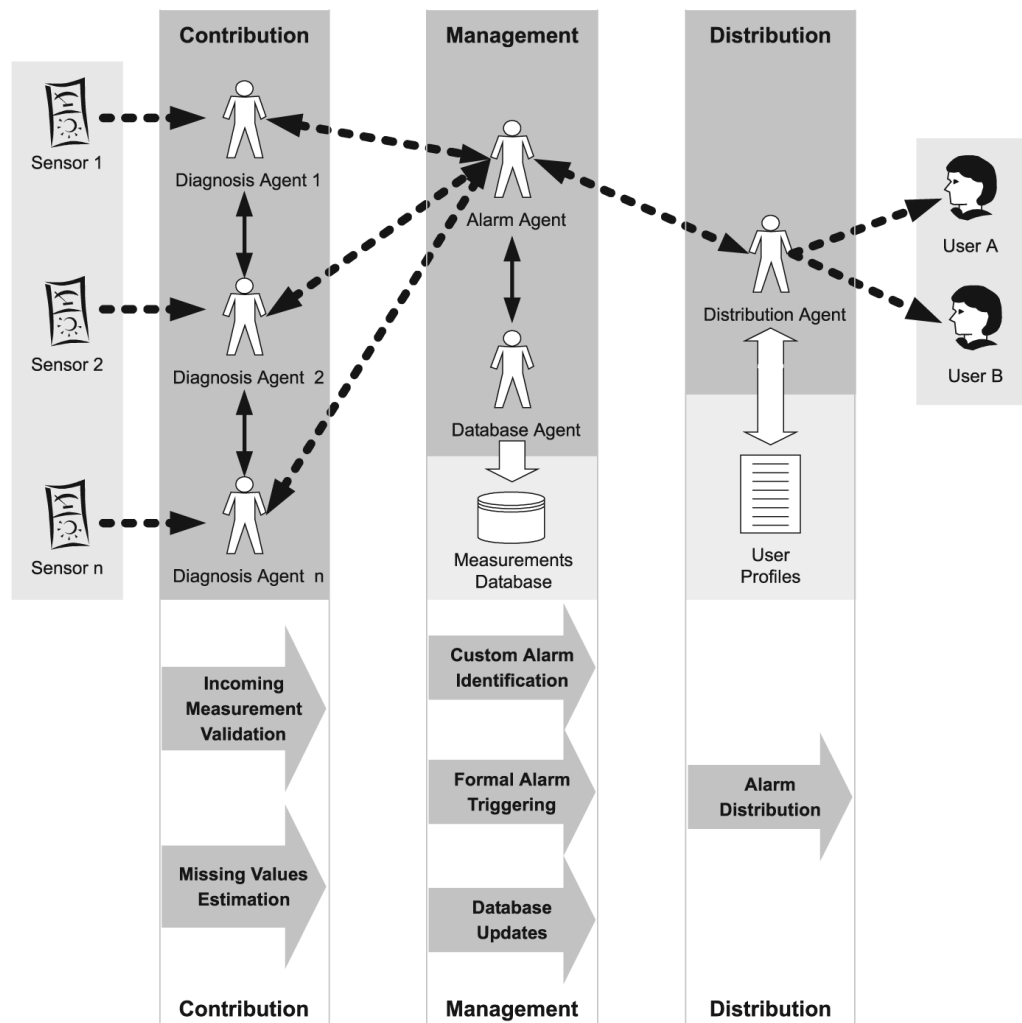 Contribution
Management
Distribution
Sensor 1
Diagnosis Agent 1
Alarm Agent
User A
Sensor 2
Diagnosis Agent 2
Distribution Agent
User B
Database Agent
Sensor n
Diagnosis Agent n
Measurements
Database
User
Profiles
Incoming
Measurement
Validation
Missing Values
Estimation
Custom Alarm
Identification
Formal Alarm
Triggering
Database
Updates
Alarm
Distribution
Contribution
Management
Distribution